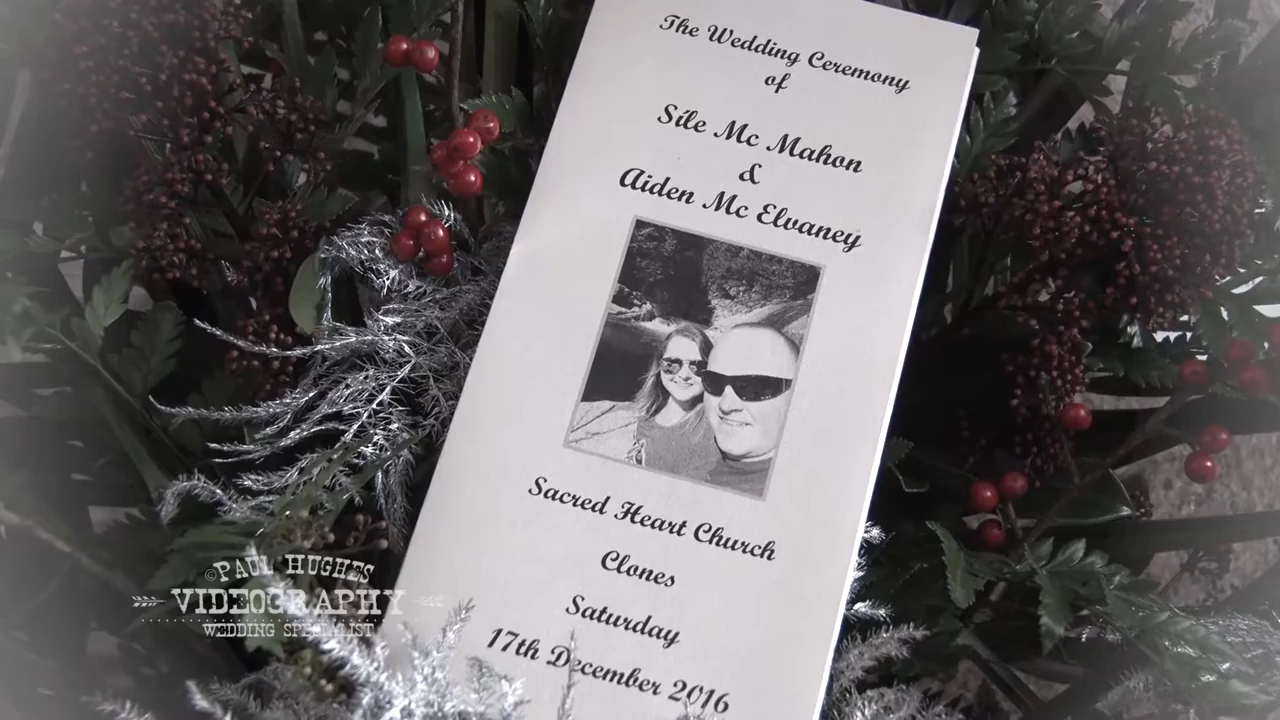 The Wedding Ceremony
of
Síle Mc Mahon
&
Aiden Mc Elvaney
Sacred Heart Church
Clones
Saturday
17th December 2016
©PAUL HUGHES
VIDEOGRAPHY
WEDDING SPECIALIST